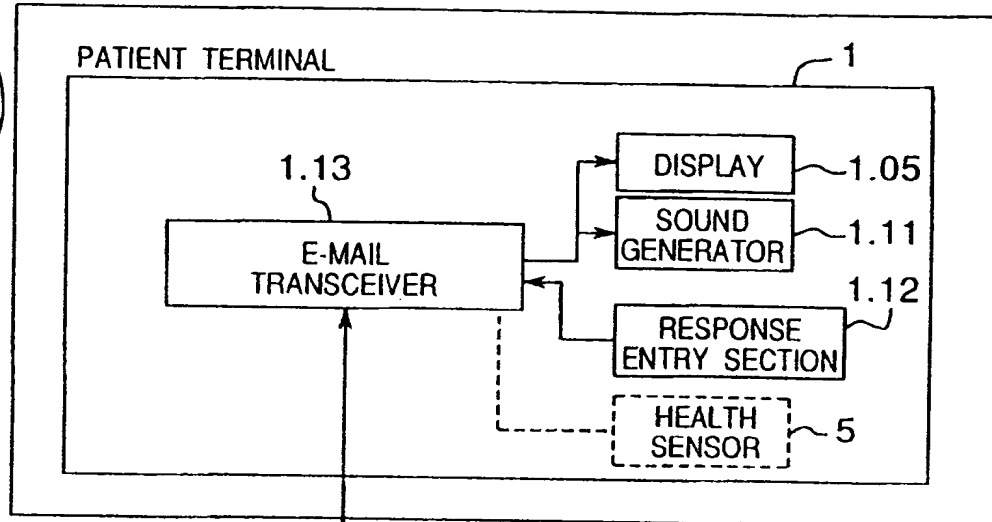 PATIENT TERMINAL
1
1.13
DISPLAY
1.05
E-MAIL
TRANSCEIVER
SOUND
GENERATOR
1.11
1.12
RESPONSE
ENTRY SECTION
HEALTH
SENSOR
5